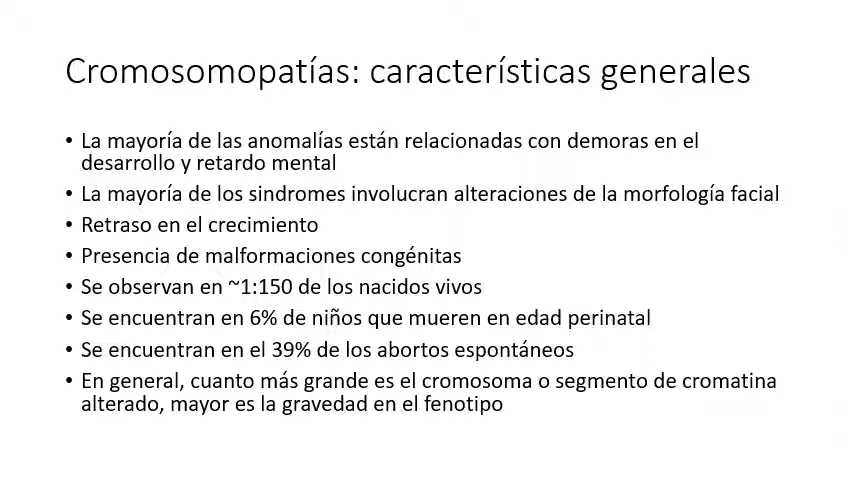 Cromosomopatías: características generales
• La mayoría de las anomalías están relacionadas con demoras en el
desarrollo y retardo mental
• La mayoría de los sindromes involucran alteraciones de la morfología facial
• Retraso en el crecimiento
• Presencia de malformaciones congénitas
• Se observan en ~1:150 de los nacidos vivos
• Se encuentran en 6% de niños que mueren en edad perinatal
• Se encuentran en el 39% de los abortos espontáneos
• En general, cuanto más grande es el cromosoma o segmento de cromatina
alterado, mayor es la gravedad en el fenotipo